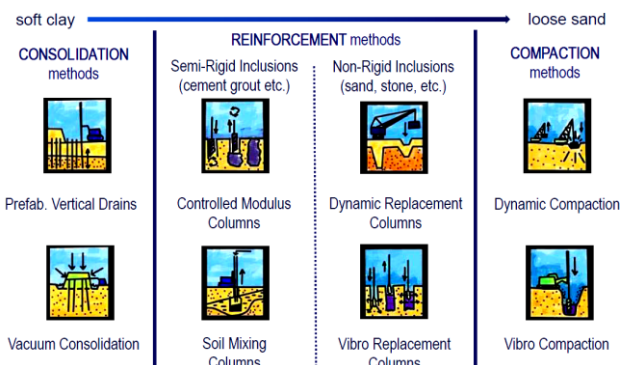 soft clay
loose sand
CONSOLIDATION
methods
REINFORCEMENT methods
COMPACTION
methods
Semi-Rigid Inclusions
(cement grout etc.)
Non-Rigid Inclusions
(sand, stone, etc.)
Prefab. Vertical Drains
Controlled Modulus
Columns
Dynamic Replacement
Columns
Dynamic Compaction
Vacuum Consolidation
Soil Mixing
Columns
Vibro Replacement
Columns
Vibro Compaction